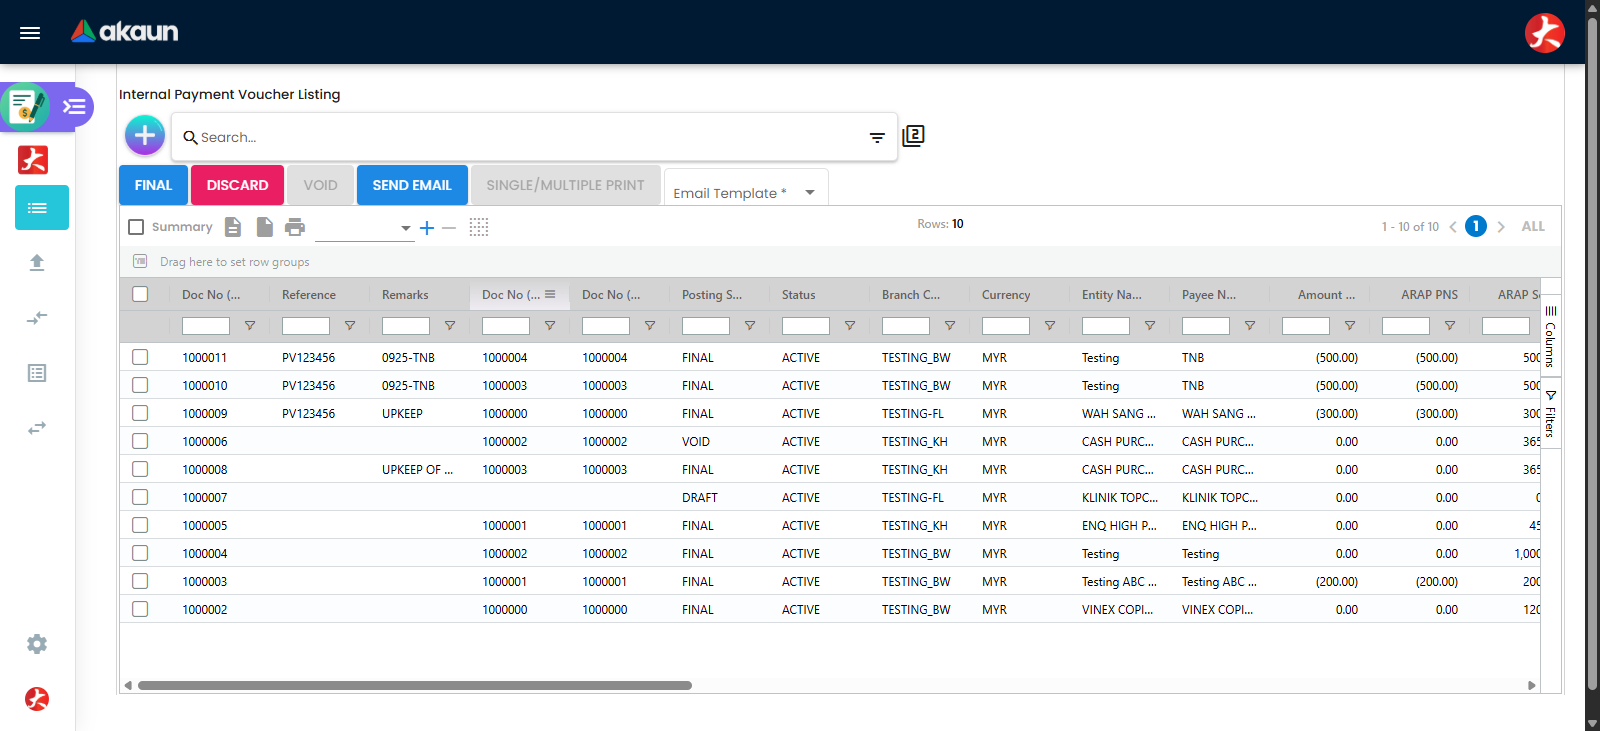 akaun
Internal Payment Voucher Listing
Search...
2
FINAL DISCARD VOID SEND EMAIL SINGLE/MULTIPLE PRINT Email Template *
Summary Rows: 10 1 - 10 of 10 1 ALL
Drag here to set row groups
Doc No (... Reference Remarks Doc No (... Doc No (... Posting S... Status Branch C... Currency Entity Na... Payee N... Amount ... ARAP PNS ARAP S
1000011 PV123456 0925-TNB 1000004 1000004 FINAL ACTIVE TESTING_BW MYR Testing TNB (500.00) (500.00) 500
1000010 PV123456 0925-TNB 1000003 1000003 FINAL ACTIVE TESTING_BW MYR Testing TNB (500.00) (500.00) 500
1000009 PV123456 UPKEEP 1000000 1000000 FINAL ACTIVE TESTING-FL MYR WAH SANG ... WAH SANG ... (300.00) (300.00) 300
1000006 1000002 1000002 VOID ACTIVE TESTING_KH MYR CASH PURC... CASH PURC... 0.00 0.00 365
1000008 UPKEEP OF ... 1000003 1000003 FINAL ACTIVE TESTING_KH MYR CASH PURC... CASH PURC... 0.00 0.00 365
1000007 DRAFT ACTIVE TESTING-FL MYR KLINIK TOPC... KLINIK TOPC... 0.00 0.00 0
1000005 1000001 1000001 FINAL ACTIVE TESTING_KH MYR ENQ HIGH P... ENQ HIGH P... 0.00 0.00 45
1000004 1000002 1000002 FINAL ACTIVE TESTING_BW MYR Testing Testing 0.00 0.00 1,000
1000003 1000001 1000001 FINAL ACTIVE TESTING_BW MYR Testing ABC ... Testing ABC ... (200.00) (200.00) 200
1000002 1000000 1000000 FINAL ACTIVE TESTING_BW MYR VINEX COPI... VINEX COPI... 0.00 0.00 120
Columns
Filters